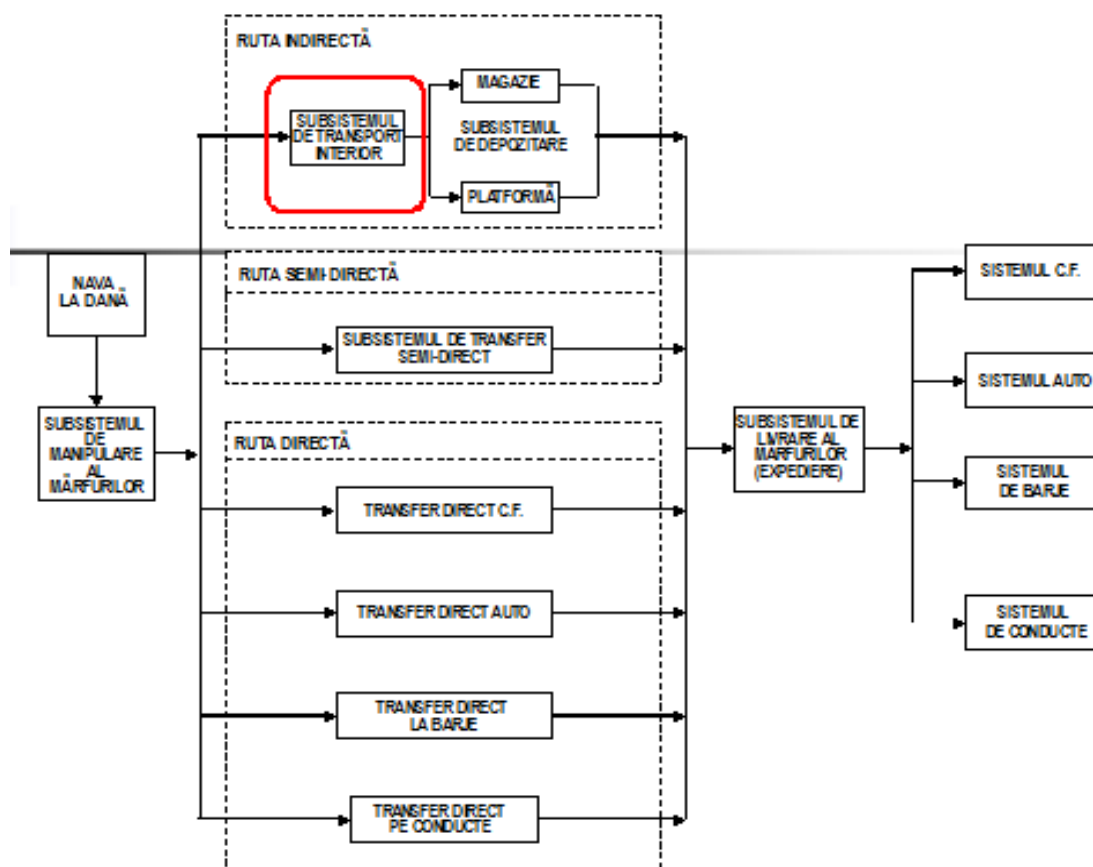 RUTA INDIRECTĂ
MAGAZIE
SUBSISTEMUL
DE TRANSPORT
INTERIOR
SUBSISTEMUL
DE DEPOZITARE
PLATFORMĂ
NAVA
LA DANĂ
RUTA SEMI-DIRECTĂ
SUBSISTEMUL DE TRANSFER
SEMI-DIRECT
SUBSISTEMUL
DE
MANIPULARE
AL
MĂRFURILOR
RUTA DIRECTĂ
TRANSFER DIRECT C.F.
TRANSFER DIRECT AUTO
TRANSFER DIRECT
LA BARJE
TRANSFER DIRECT
PE CONDUCTE
SUBSISTEMUL DE
LIVRARE AL
MĂRFURILOR
(EXPEDIERE)
SISTEMUL C.F.
SISTEMUL AUTO
SISTEMUL
DE BARJE
SISTEMUL
DE CONDUCTE